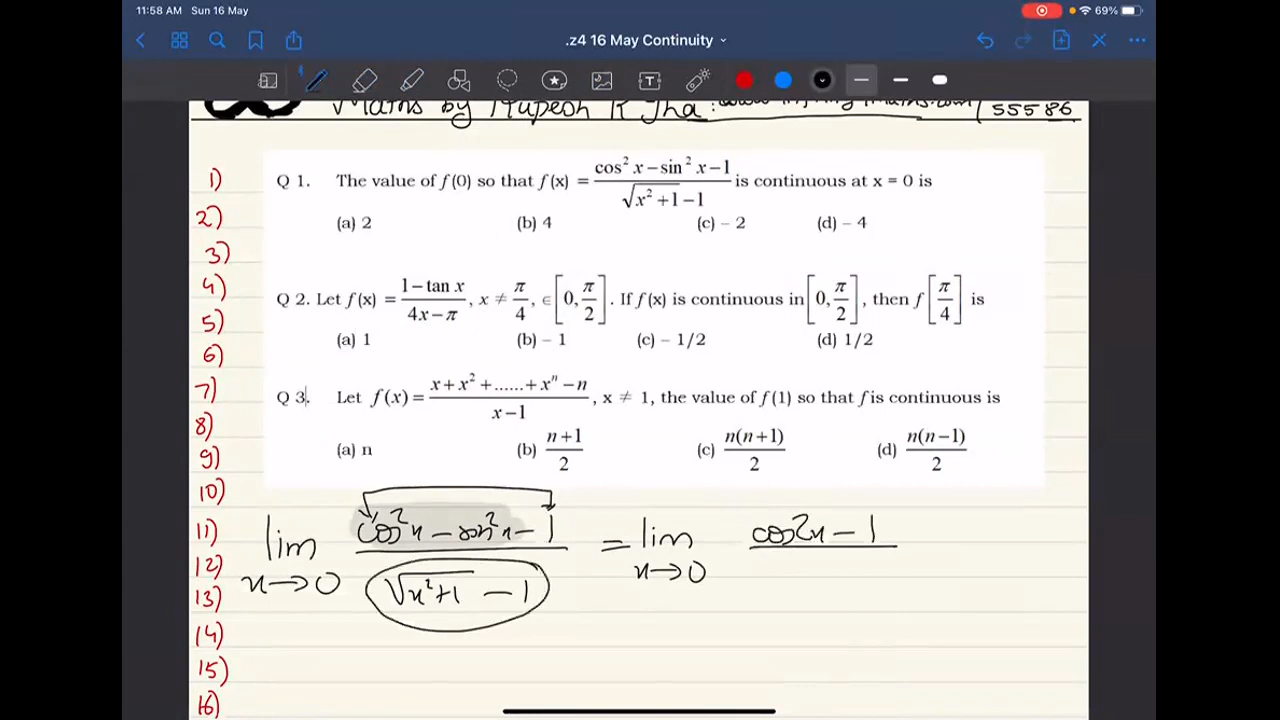 11:58 AM Sun 16 May
69%
.z4 16 May Continuity
Maths by Rupesh K Jha :
55586
1)
Q 1. The value of f(0) so that f(x) = (cos² x – sin² x – 1)/(√(x² + 1) – 1) is continuous at x = 0 is
2)
(a) 2 (b) 4 (c) – 2 (d) – 4
3)
4)
Q 2. Let f(x) = (1 – tan x)/(4x – π), x ≠ π/4, ∈ [0, π/2]. If f(x) is continuous in [0, π/2], then f[π/4] is
5)
6)
(a) 1 (b) – 1 (c) – 1/2 (d) 1/2
7)
Q 3. Let f(x) = (x + x² + ...... + xⁿ – n)/(x – 1), x ≠ 1, the value of f(1) so that f is continuous is
8)
9)
(a) n (b) (n+1)/2 (c) n(n+1)/2 (d) n(n–1)/2
10)
11)
lim x→0 (cos²x – sin²x – 1)/(√(x²+1) – 1) = lim x→0 cos2x – 1
12)
13)
14)
15)
16)